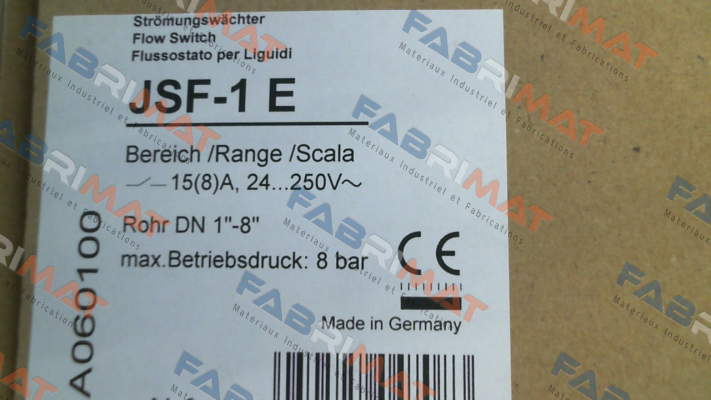 Strömungswächter
Flow Switch
Flussostato per Liguidi
JSF-1 E
Bereich /Range /Scala
15(8)A, 24...250V~
Rohr DN 1"-8"
max.Betriebsdruck: 8 bar
CE
Made in Germany
A060100
FABRIMAT
Materiaux Industriel et Fabrications